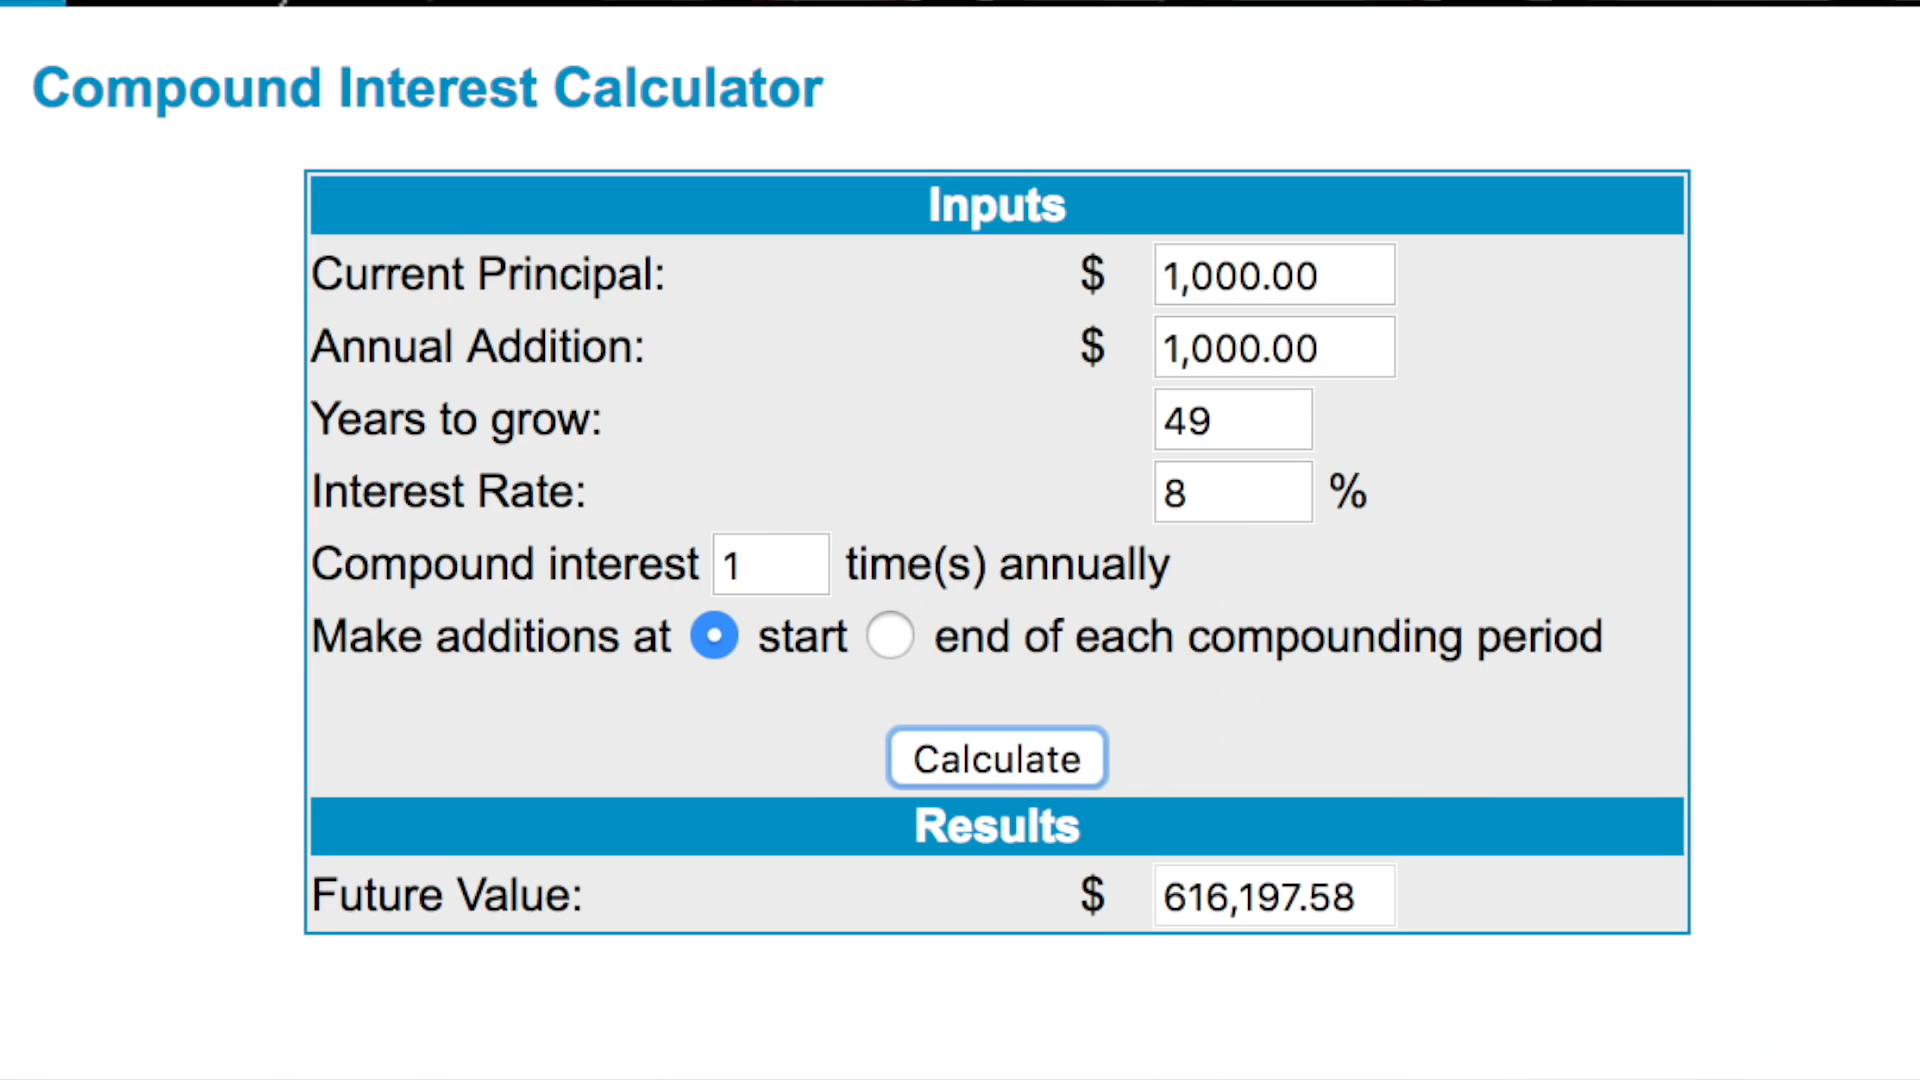 Compound Interest Calculator
Inputs
Current Principal: $ 1,000.00
Annual Addition: $ 1,000.00
Years to grow: 49
Interest Rate: 8 %
Compound interest 1 time(s) annually
Make additions at start end of each compounding period
Calculate
Results
Future Value: $ 616,197.58